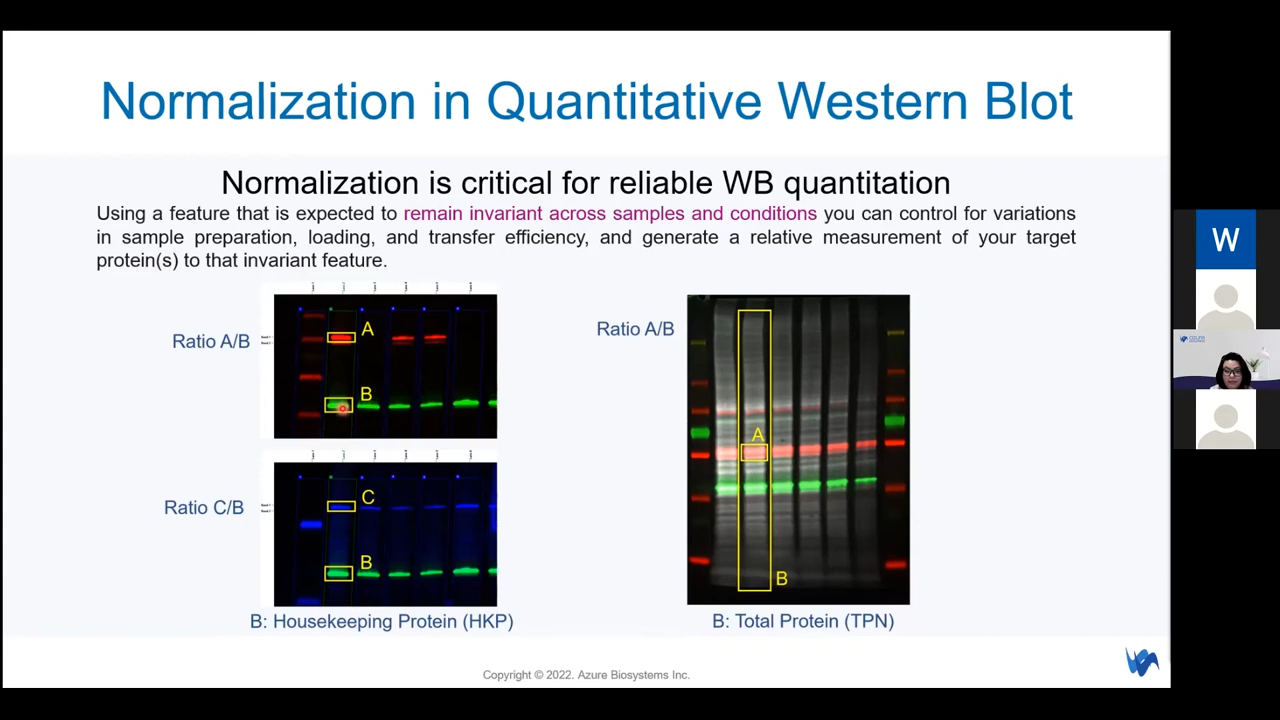 Normalization in Quantitative Western Blot
Normalization is critical for reliable WB quantitation
Using a feature that is expected to remain invariant across samples and conditions you can control for variations
in sample preparation, loading, and transfer efficiency, and generate a relative measurement of your target
protein(s) to that invariant feature.
Ratio A/B
A
B
Ratio C/B
C
B
B: Housekeeping Protein (HKP)
Ratio A/B
A
B
B: Total Protein (TPN)
Copyright © 2022. Azure Biosystems Inc.
W